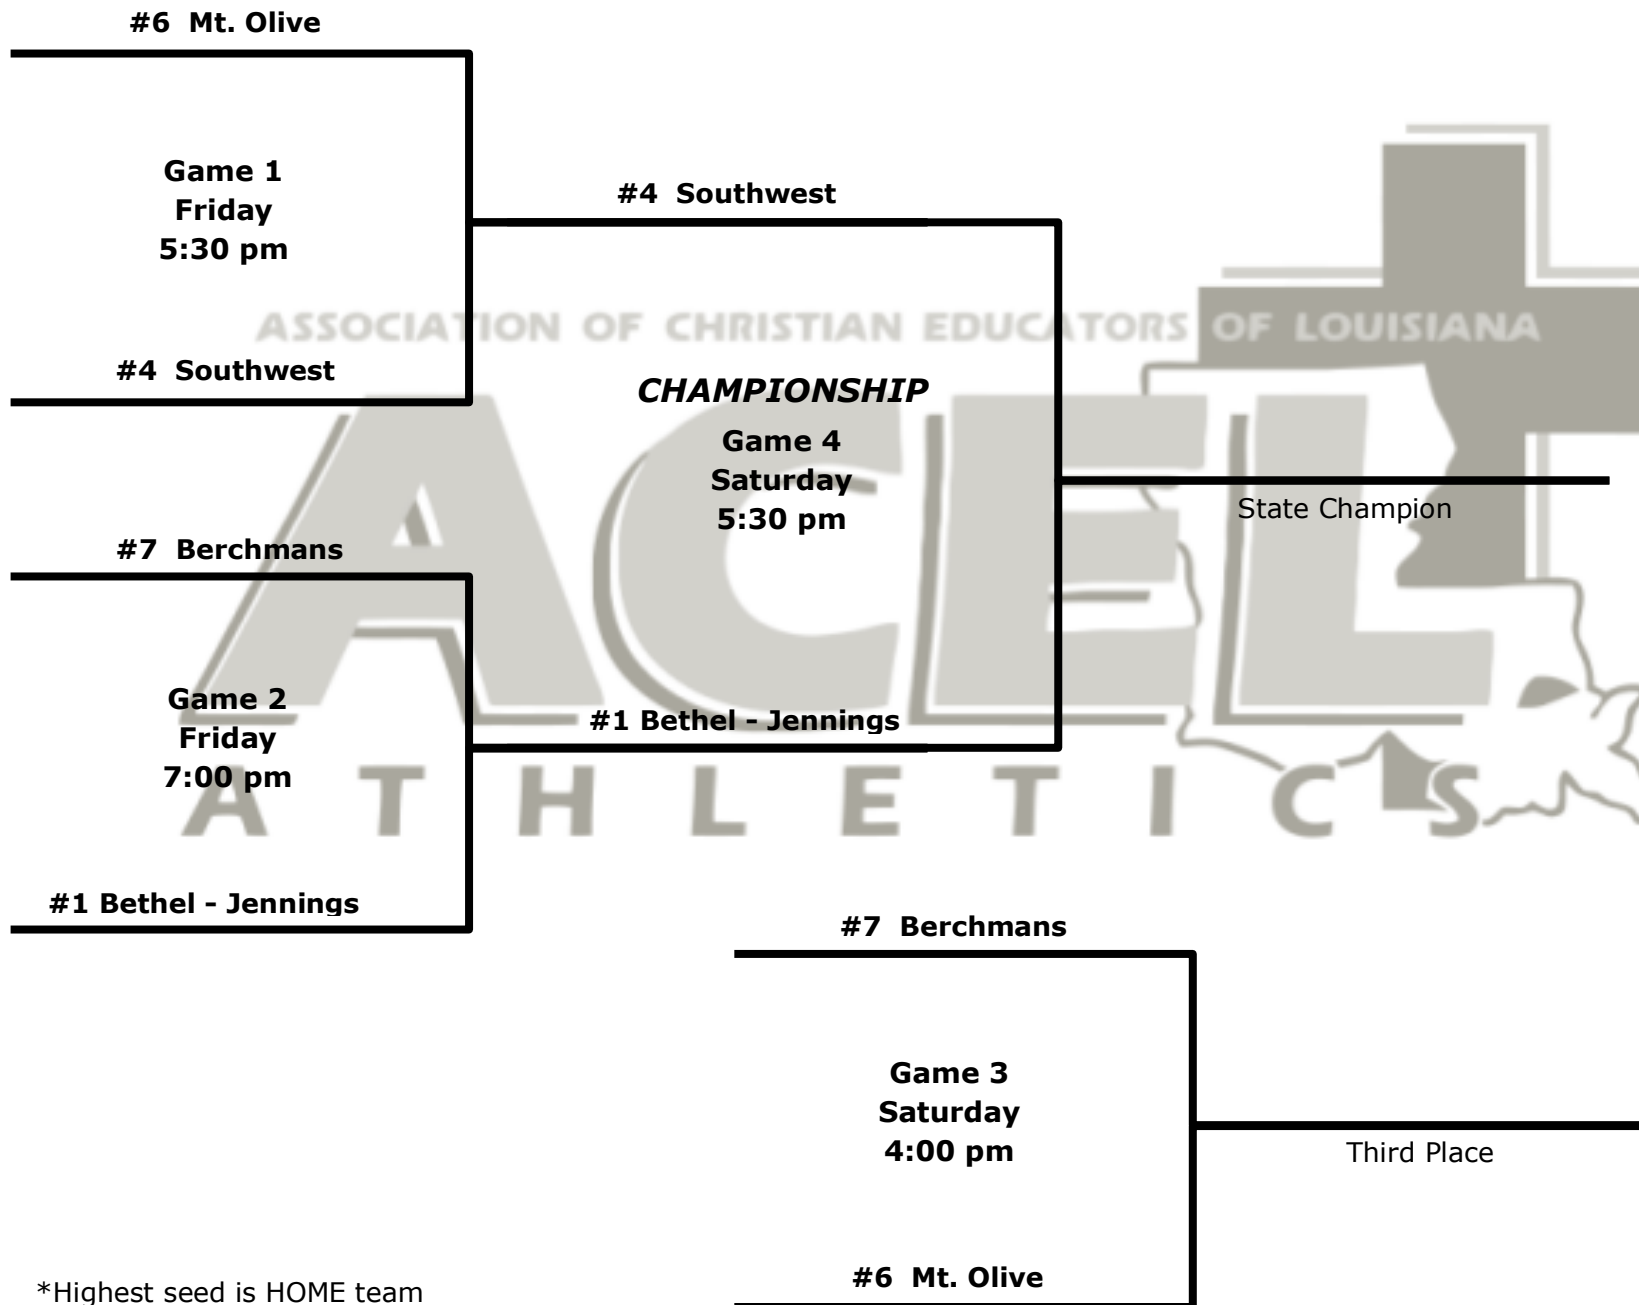 #6 Mt. Olive
Game 1
Friday
5:30 pm
#4 Southwest
#4 Southwest
ASSOCIATION OF CHRISTIAN EDUCATORS OF LOUISIANA
CHAMPIONSHIP
Game 4
Saturday
5:30 pm
ACEL
State Champion
#7 Berchmans
Game 2
Friday
7:00 pm
#1 Bethel - Jennings
ATHLETICS
#1 Bethel - Jennings
#7 Berchmans
Game 3
Saturday
4:00 pm
Third Place
#6 Mt. Olive
*Highest seed is HOME team